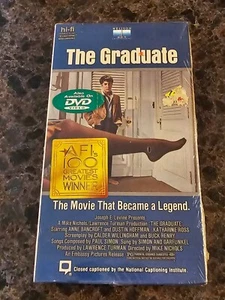 hi-fi
The Graduate
Also
Available On
DVD
VIDEO
AFI
100
GREATEST
MOVIES
WINNER
The Movie That Became a Legend.
Joseph E. Levine Presents
A Mike Nichols/Lawrence Turman Production THE GRADUATE
Starring ANNE BANCROFT and DUSTIN HOFFMAN · KATHARINE ROSS
Screenplay by CALDER WILLINGHAM and BUCK HENRY
Songs Composed by PAUL SIMON Sung by SIMON AND GARFUNKEL
Produced by LAWRENCE TURMAN Directed by MIKE NICHOLS
An Embassy Pictures Release
Closed captioned by the National Captioning Institute.